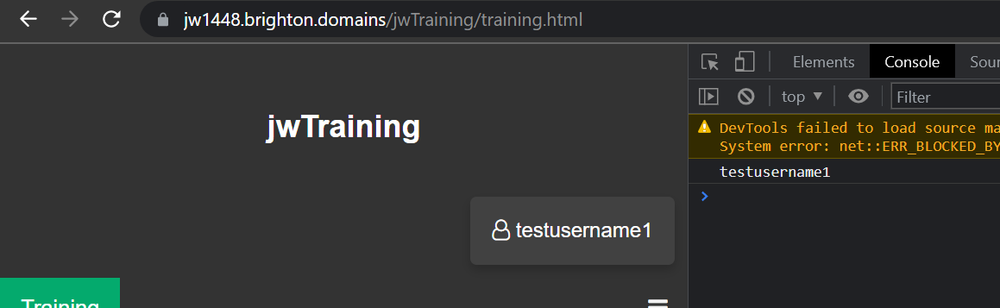 jw1448.brighton.domains/jwTraining/training.html
Elements Console Sour
top Filter
DevTools failed to load source ma
System error: net::ERR_BLOCKED_BY
testusername1
jwTraining
testusername1
Training